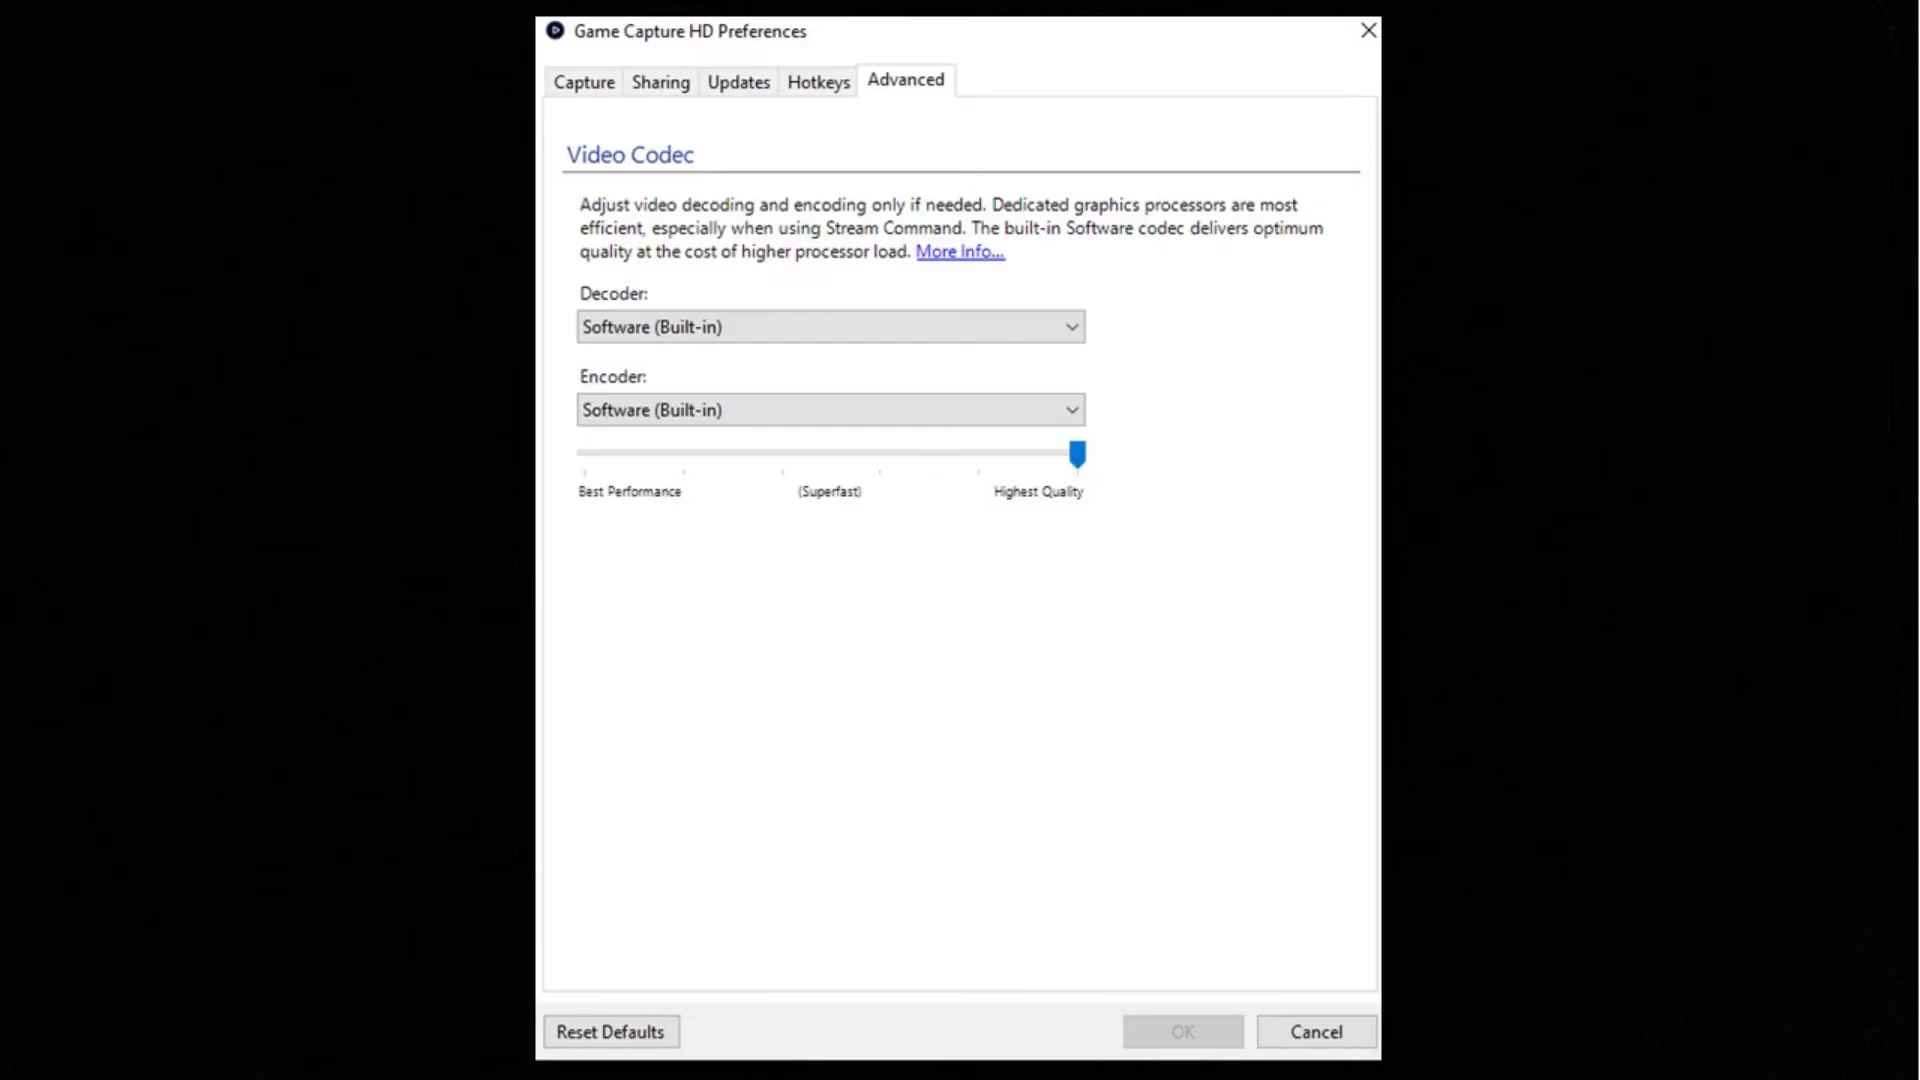 Game Capture HD Preferences
Capture Sharing Updates Hotkeys Advanced
Video Codec
Adjust video decoding and encoding only if needed. Dedicated graphics processors are most
efficient, especially when using Stream Command. The built-in Software codec delivers optimum
quality at the cost of higher processor load. More Info...
Decoder:
Software (Built-in)
Encoder:
Software (Built-in)
Best Performance (Superfast) Highest Quality
Reset Defaults OK Cancel